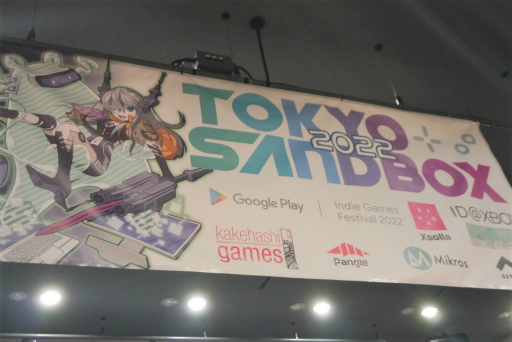 TOKYO
SANDBOX
2022
Google Play
Indie Games
Festival 2022
Xsolla
ID@XBO
kakehashi
games
Pangle
Mikros